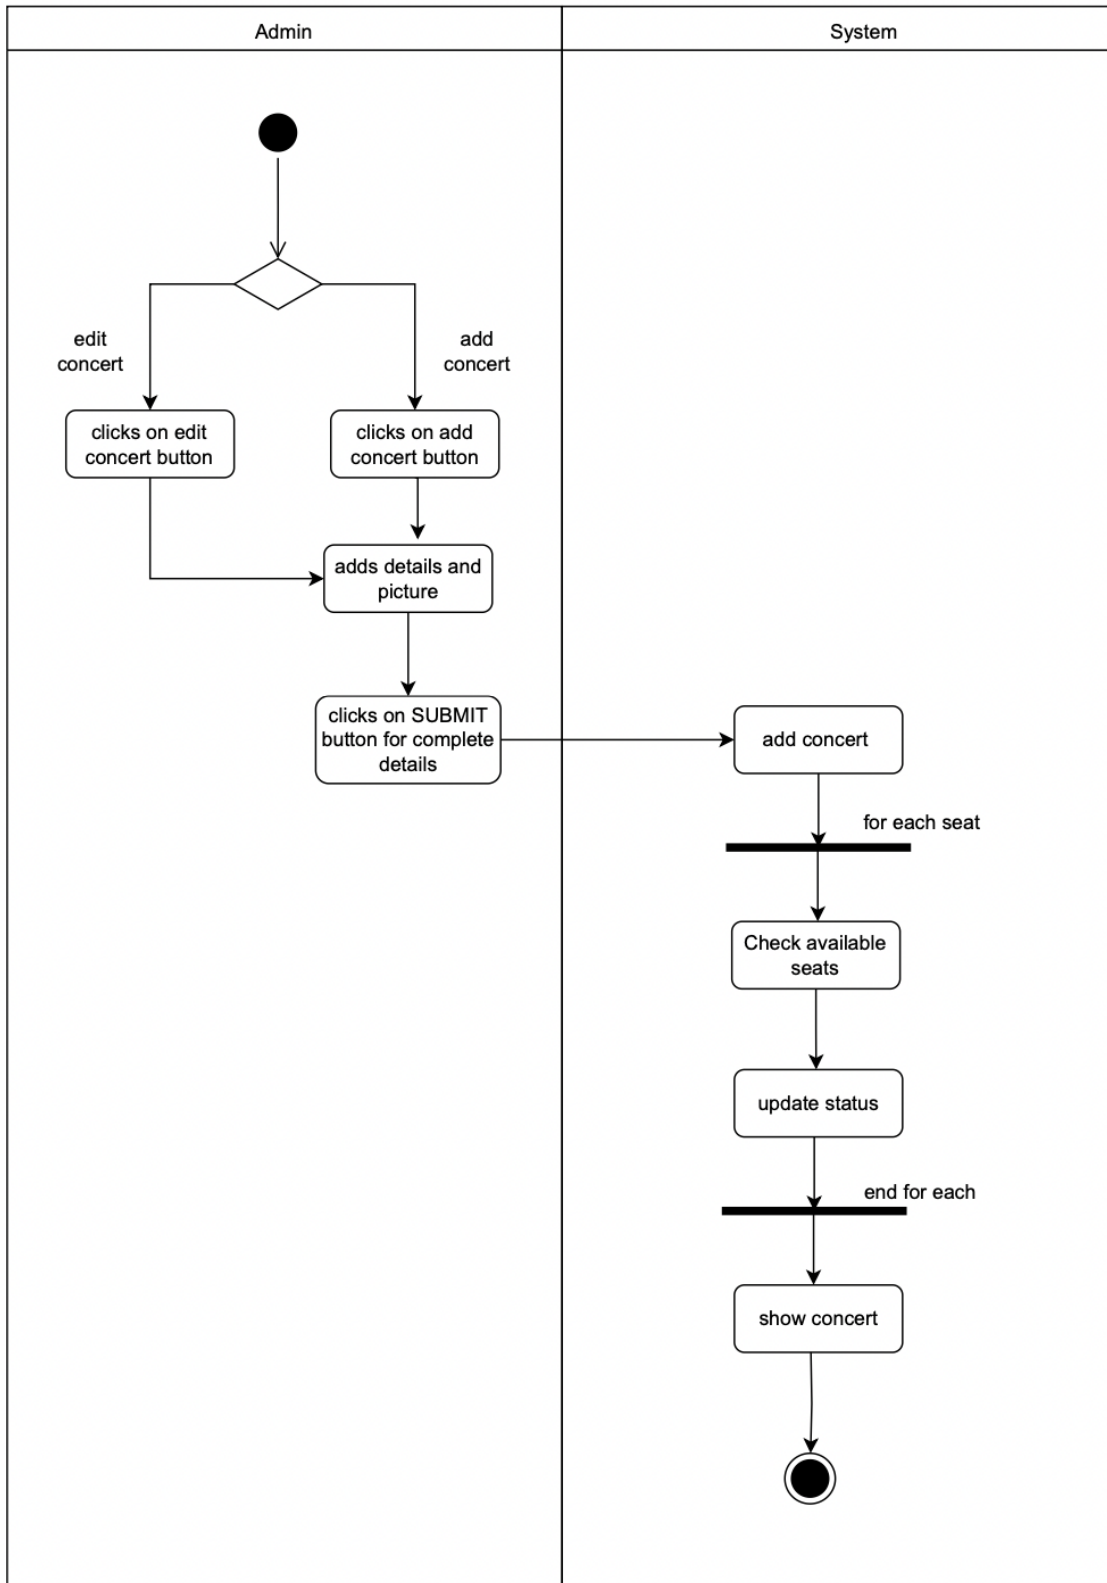 Admin
System
edit
concert
add
concert
clicks on edit
concert button
clicks on add
concert button
adds details and
picture
clicks on SUBMIT
button for complete
details
add concert
for each seat
Check available
seats
update status
end for each
show concert